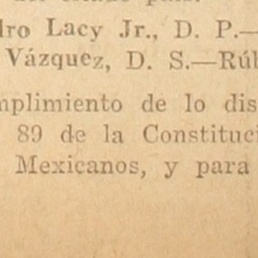 dro Lacy Jr., D. P.—
Vázquez, D. S.—Rúb
mplimiento de lo dis
89 de la Constituci
Mexicanos, y para